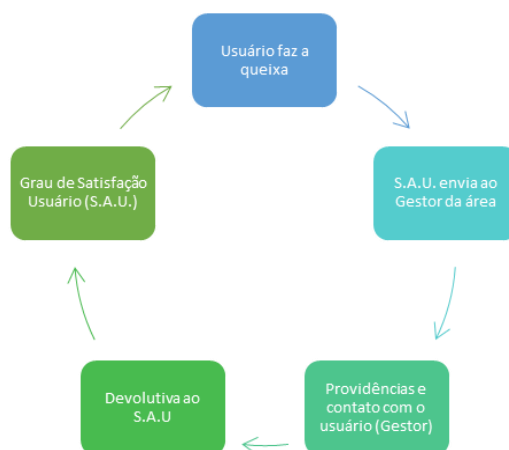 Usuário faz a
queixa
S.A.U. envia ao
Gestor da área
Providências e
contato com o
usuário (Gestor)
Devolutiva ao
S.A.U
Grau de Satisfação
Usuário (S.A.U.)